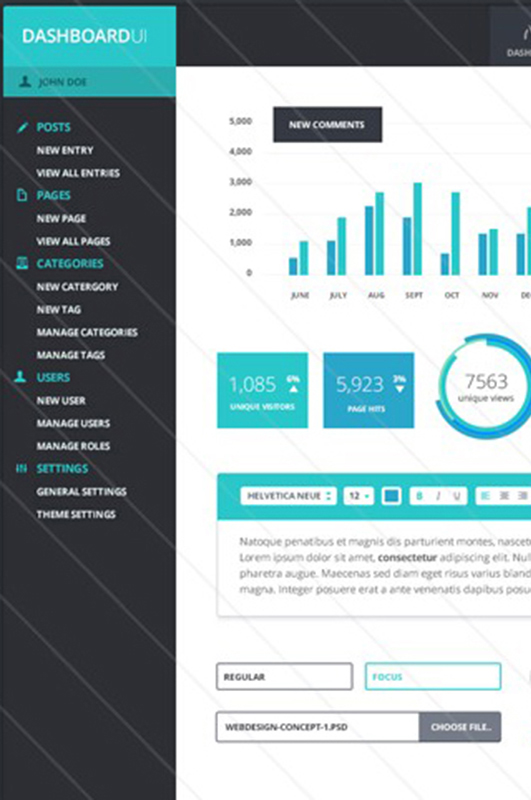 DASHBOARDUI
JOHN DOE
POSTS
NEW ENTRY
VIEW ALL ENTRIES
PAGES
NEW PAGE
VIEW ALL PAGES
CATEGORIES
NEW CATERGORY
NEW TAG
MANAGE CATEGORIES
MANAGE TAGS
USERS
NEW USER
MANAGE USERS
MANAGE ROLES
SETTINGS
GENERAL SETTINGS
THEME SETTINGS
DASH
NEW COMMENTS
5,000
4,000
3,000
2,000
1,000
0
JUNE JULY AUG SEPT OCT NOV DE
1,085 6%
UNIQUE VISITORS
5,923 3%
PAGE HITS
7563
unique views
HELVETICA NEUE 12 B I U
Natoque penatibus et magnis dis parturient montes, nascet
Lorem ipsum dolor sit amet, consectetur adipiscing elit. Nul
pharetra augue. Maecenas sed diam eget risus varius bland
magna. Integer posuere erat a ante venenatis dapibus posu
REGULAR FOCUS
WEBDESIGN-CONCEPT-1.PSD CHOOSE FILE..